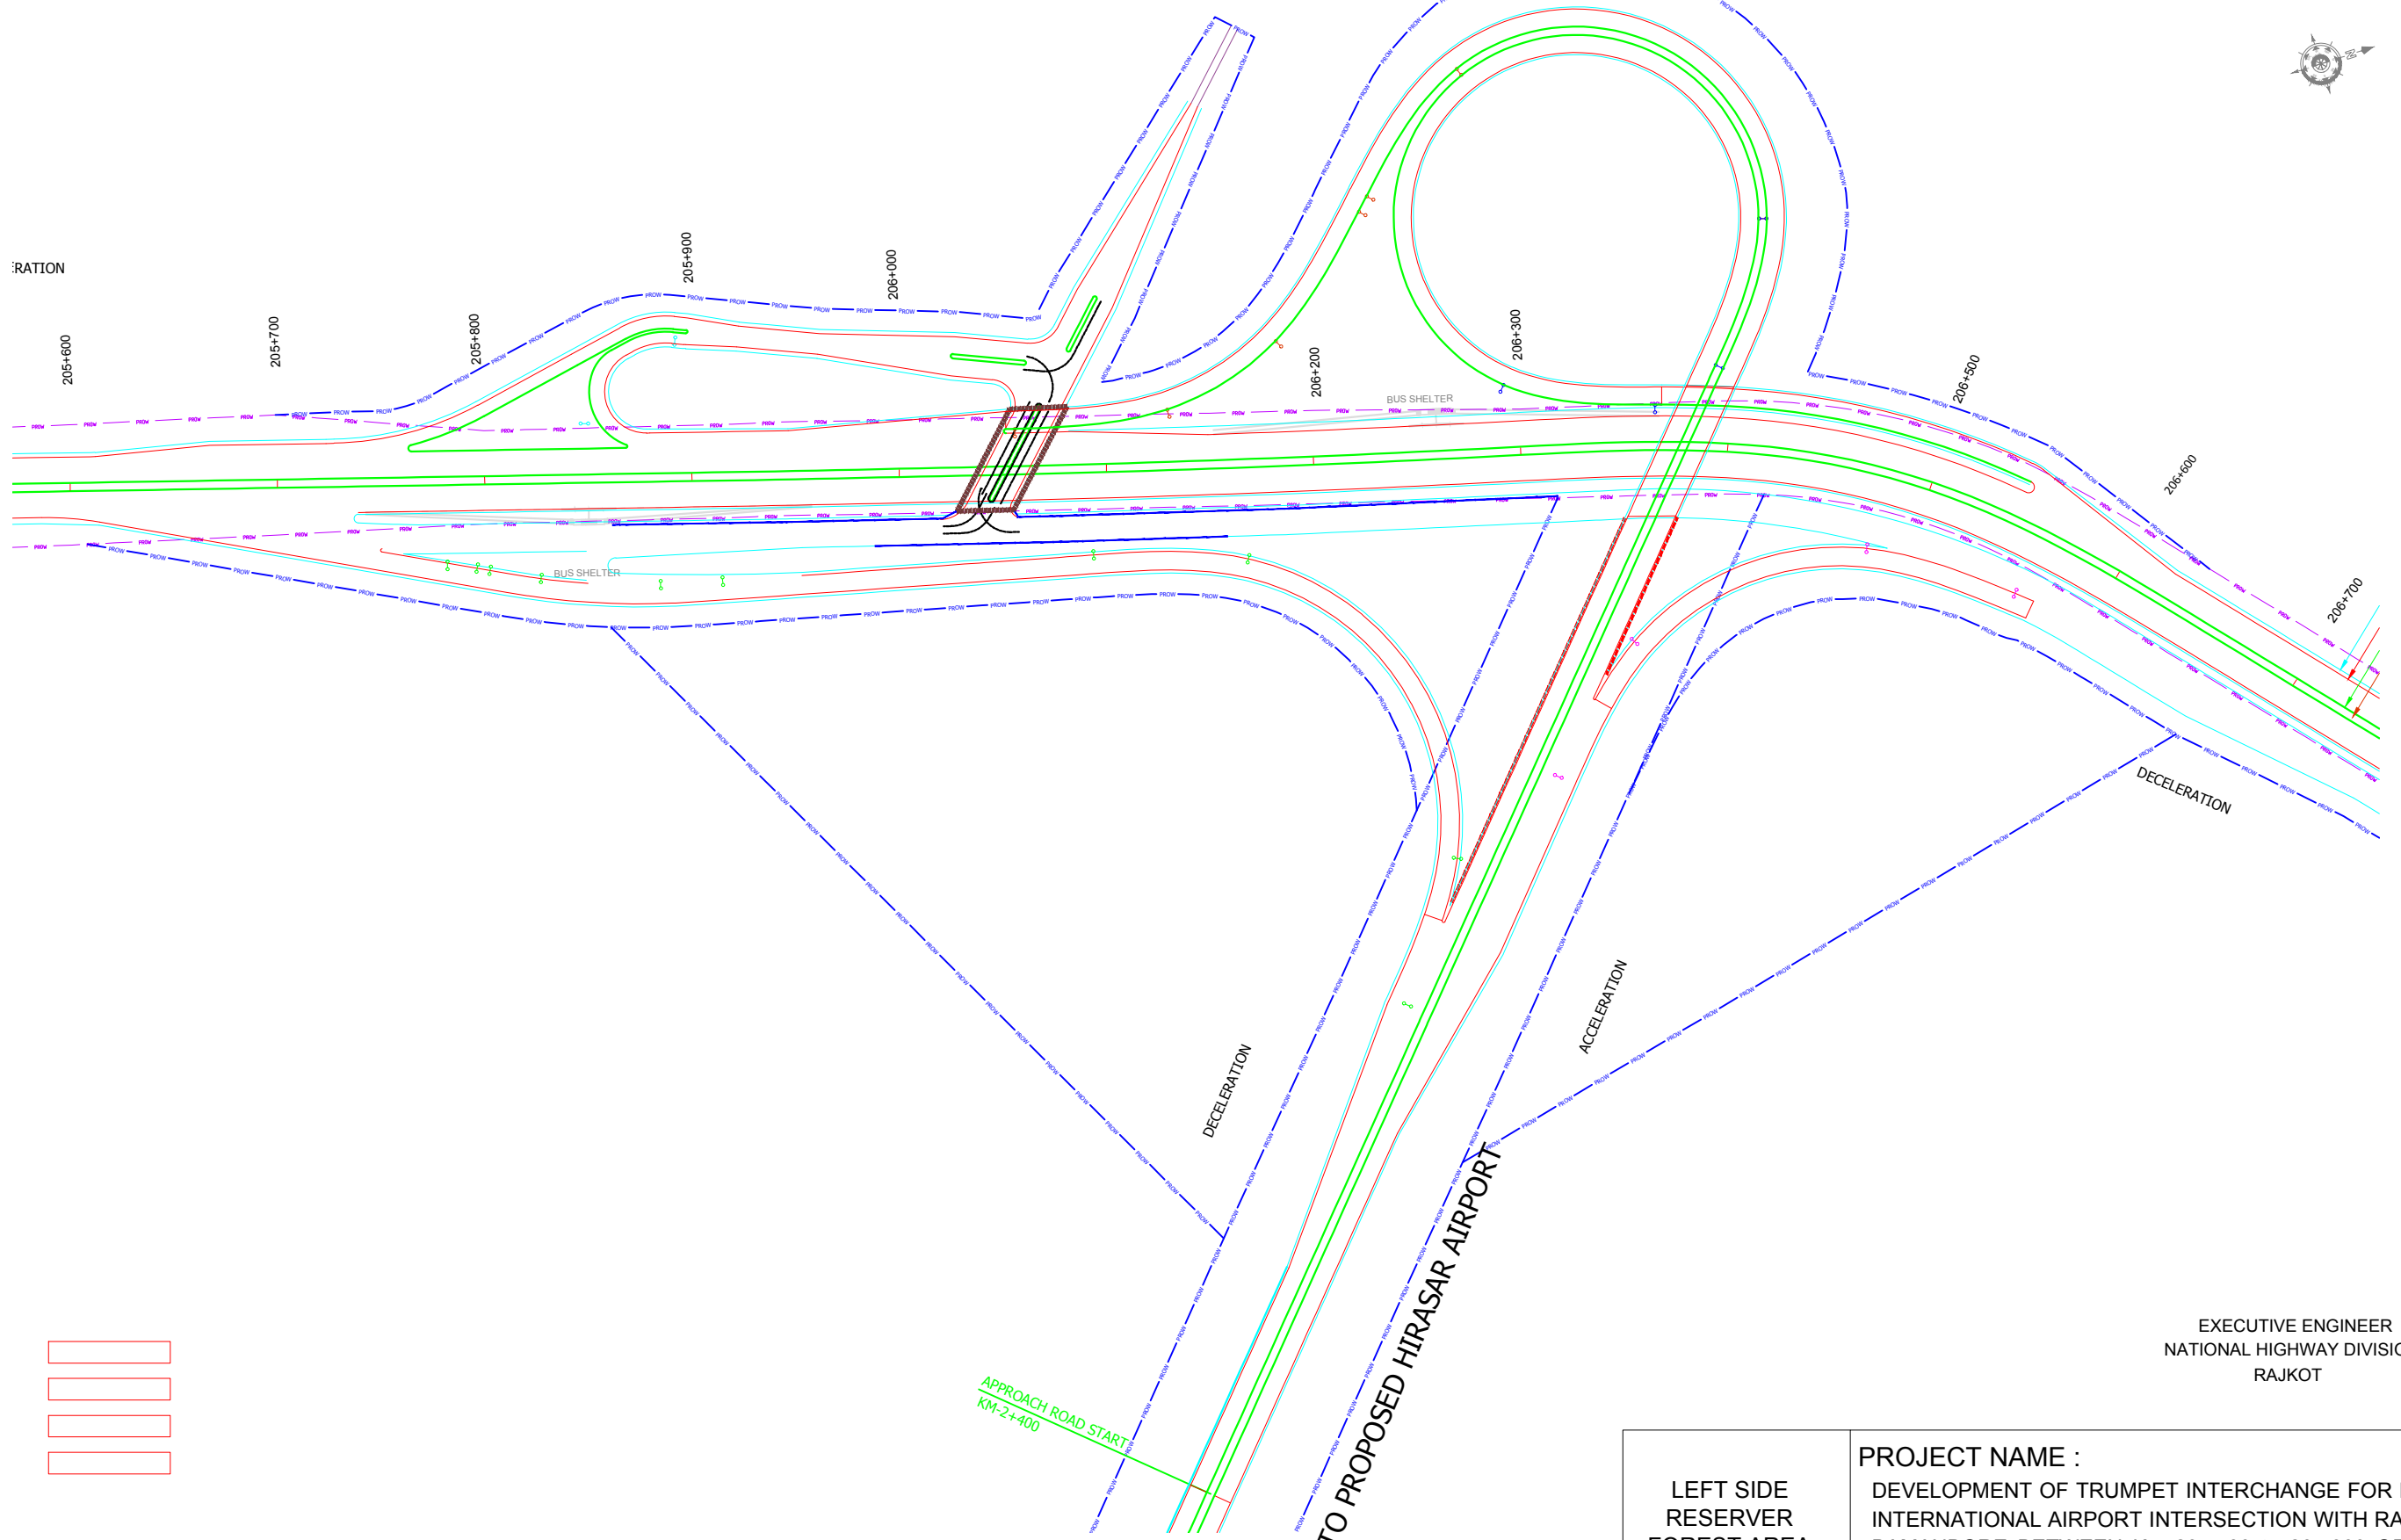 N
ERATION
205+600
205+700
205+800
205+900
206+000
206+200
206+300
206+500
206+600
206+700
BUS SHELTER
BUS SHELTER
PROW
DECELERATION
DECELERATION
ACCELERATION
TO PROPOSED HIRASAR AIRPORT
APPROACH ROAD START
KM-2+400
EXECUTIVE ENGINEER
NATIONAL HIGHWAY DIVISIO
RAJKOT
LEFT SIDE
RESERVER
FOREST AREA
PROJECT NAME :
DEVELOPMENT OF TRUMPET INTERCHANGE FOR
INTERNATIONAL AIRPORT INTERSECTION WITH RA